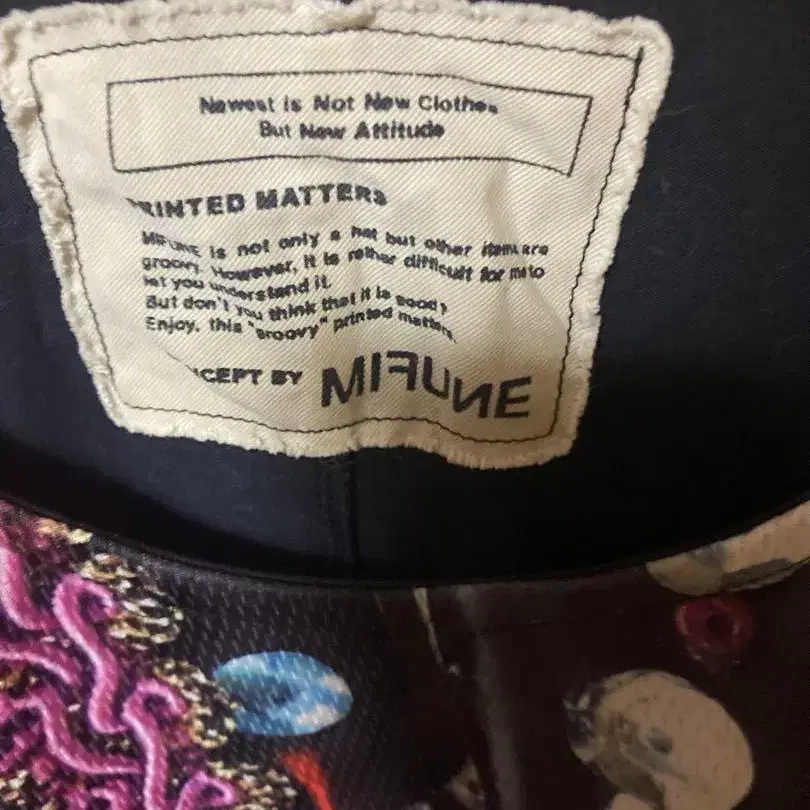 Newest is Not New Clothes
But New Attitude
PRINTED MATTERS
MIFUNE is not only a hat but other items are
groovy. However, it is rather difficult for me to
let you understand it.
But don't you think that it is good?
Enjoy, this "groovy" printed matters.
NCEPT BY MIFUNE